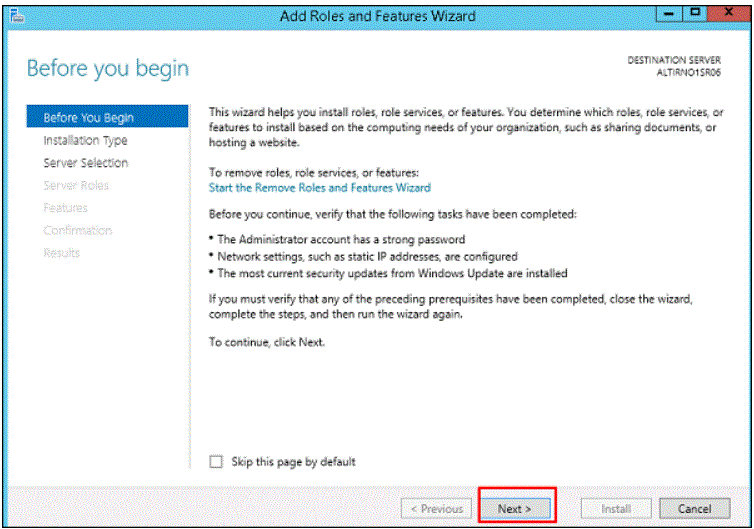 Add Roles and Features Wizard
Before you begin
DESTINATION SERVER
ALTIRNO1SR06
Before You Begin
Installation Type
Server Selection
Server Roles
Features
Confirmation
Results
This wizard helps you install roles, role services, or features. You determine which roles, role services, or
features to install based on the computing needs of your organization, such as sharing documents, or
hosting a website.
To remove roles, role services, or features:
Start the Remove Roles and Features Wizard
Before you continue, verify that the following tasks have been completed:
• The Administrator account has a strong password
• Network settings, such as static IP addresses, are configured
• The most current security updates from Windows Update are installed
If you must verify that any of the preceding prerequisites have been completed, close the wizard,
complete the steps, and then run the wizard again.
To continue, click Next.
Skip this page by default
< Previous
Next >
Install
Cancel